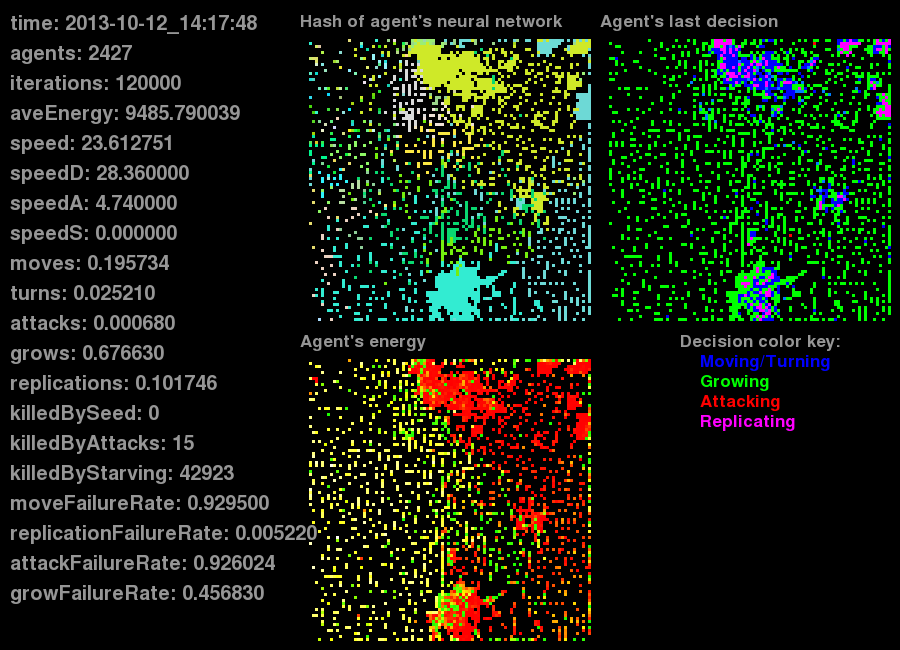 time: 2013-10-12_14:17:48
agents: 2427
iterations: 120000
aveEnergy: 9485.790039
speed: 23.612751
speedD: 28.360000
speedA: 4.740000
speedS: 0.000000
moves: 0.195734
turns: 0.025210
attacks: 0.000680
grows: 0.676630
replications: 0.101746
killedBySeed: 0
killedByAttacks: 15
killedByStarving: 42923
moveFailureRate: 0.929500
replicationFailureRate: 0.005220
attackFailureRate: 0.926024
growFailureRate: 0.456830
Hash of agent's neural network
Agent's last decision
Agent's energy
Decision color key:
Moving/Turning
Growing
Attacking
Replicating